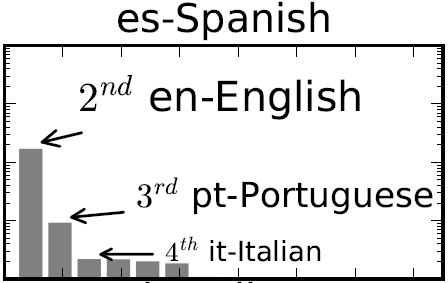 es-Spanish
2nd en-English
3rd pt-Portuguese
4th it-Italian